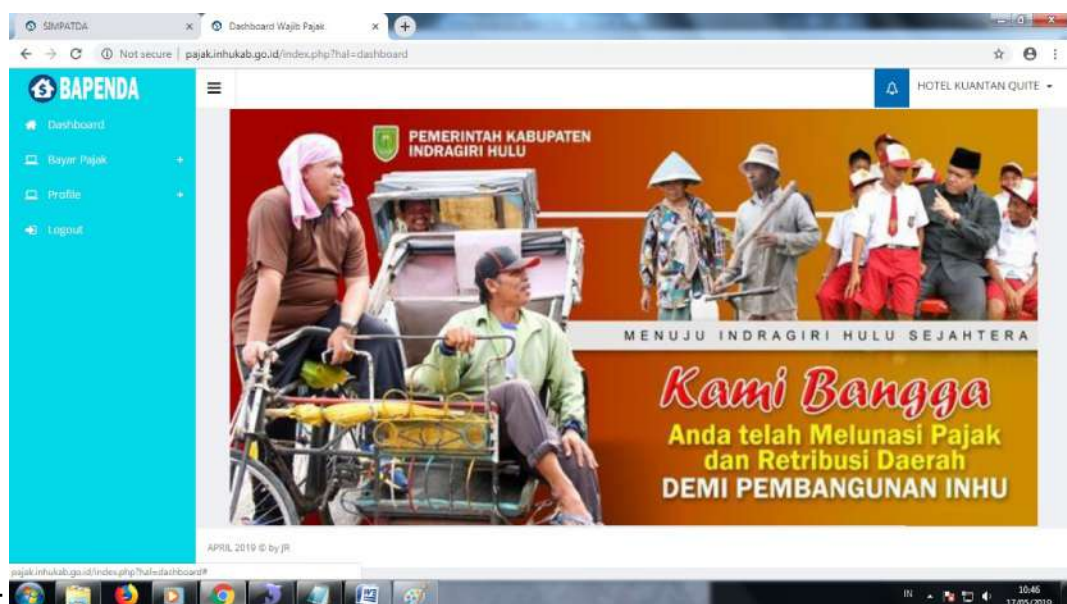 SIMPATDA
Dashboard Wajib Pajak
Not secure | pajak.inhukab.go.id/index.php?hal=dashboard
BAPENDA
HOTEL KUANTAN QUITE
Dashboard
Bayar Pajak +
Profile +
Logout
PEMERINTAH KABUPATEN
INDRAGIRI HULU
MENUJU INDRAGIRI HULU SEJAHTERA
Kami Bangga
Anda telah Melunasi Pajak
dan Retribusi Daerah
DEMI PEMBANGUNAN INHU
APRIL 2019 © by JR
pajak.inhukab.go.id/index.php?hal=dashboard#
IN
10:46
17/05/2019